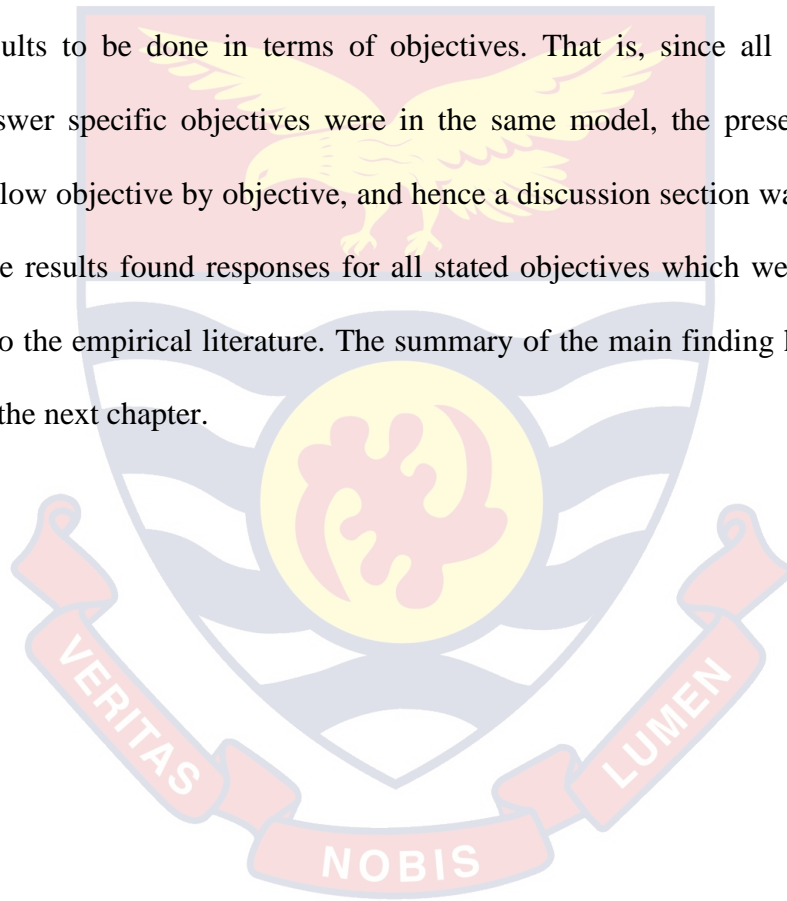 ults to be done in terms of objectives. That is, since all
swer specific objectives were in the same model, the prese
low objective by objective, and hence a discussion section wa
e results found responses for all stated objectives which we
o the empirical literature. The summary of the main finding
the next chapter.
VERITAS
NOBIS
LUMEN